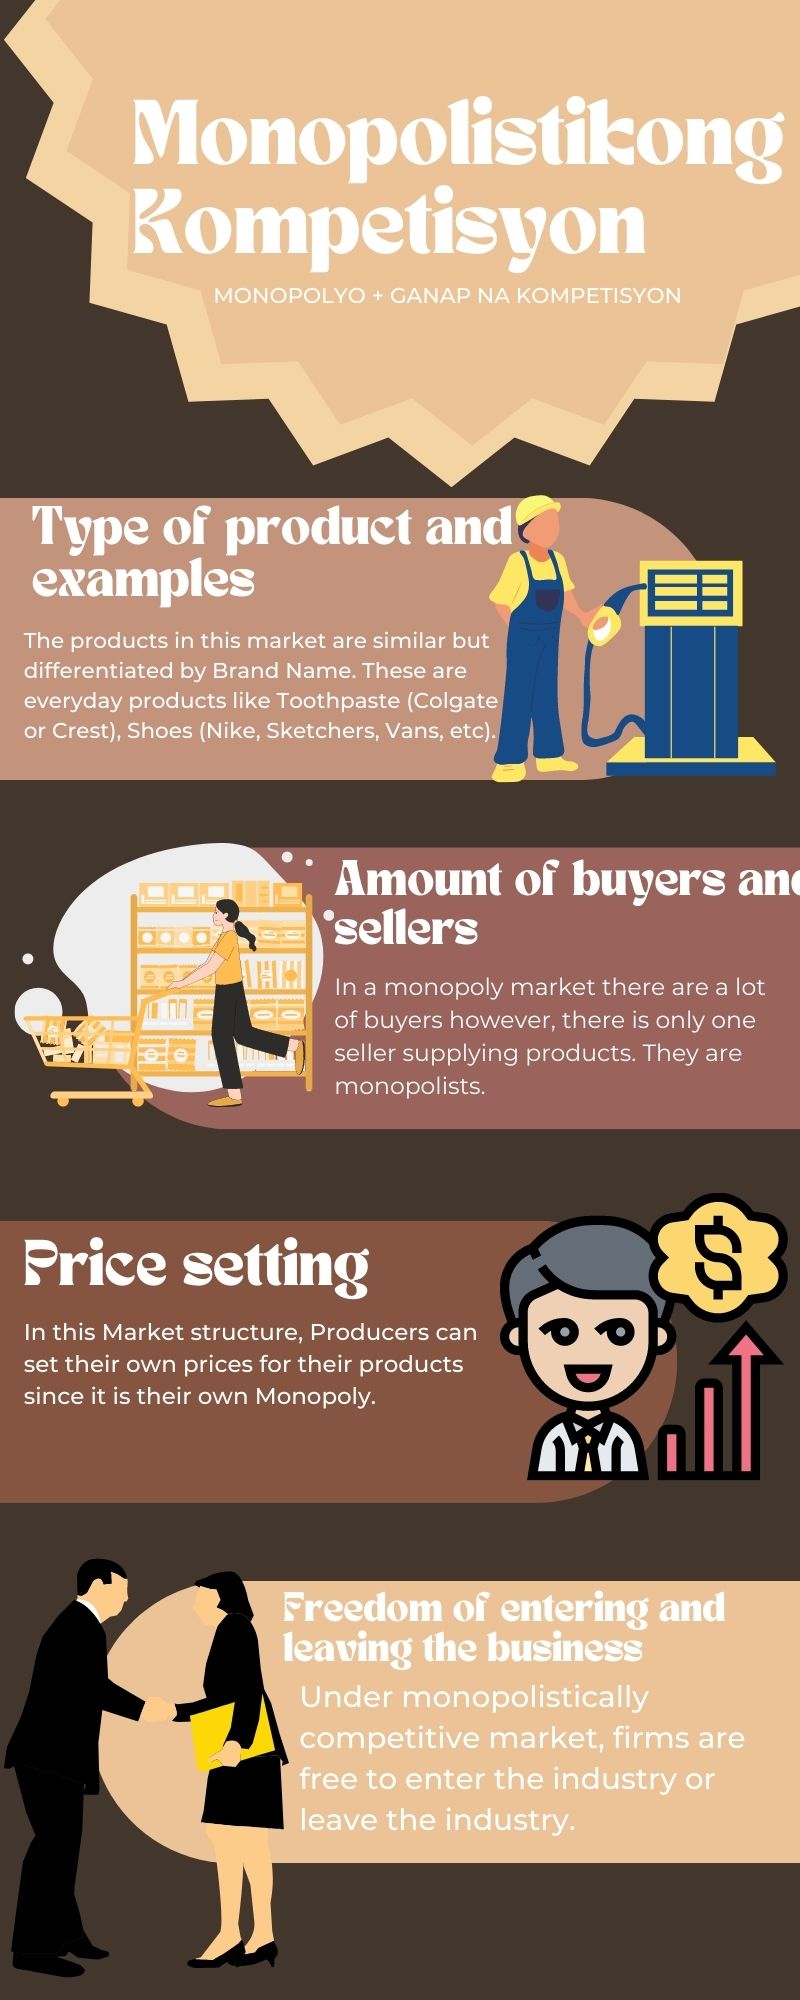 Monopolistikong
Kompetisyon
MONOPOLYO + GANAP NA KOMPETISYON
Type of product and
examples
The products in this market are similar but
differentiated by Brand Name. These are
everyday products like Toothpaste (Colgate
or Crest), Shoes (Nike, Sketchers, Vans, etc).
Amount of buyers and
sellers
In a monopoly market there are a lot
of buyers however, there is only one
seller supplying products. They are
monopolists.
Price setting
In this Market structure, Producers can
set their own prices for their products
since it is their own Monopoly.
$
Freedom of entering and
leaving the business
Under monopolistically
competitive market, firms are
free to enter the industry or
leave the industry.